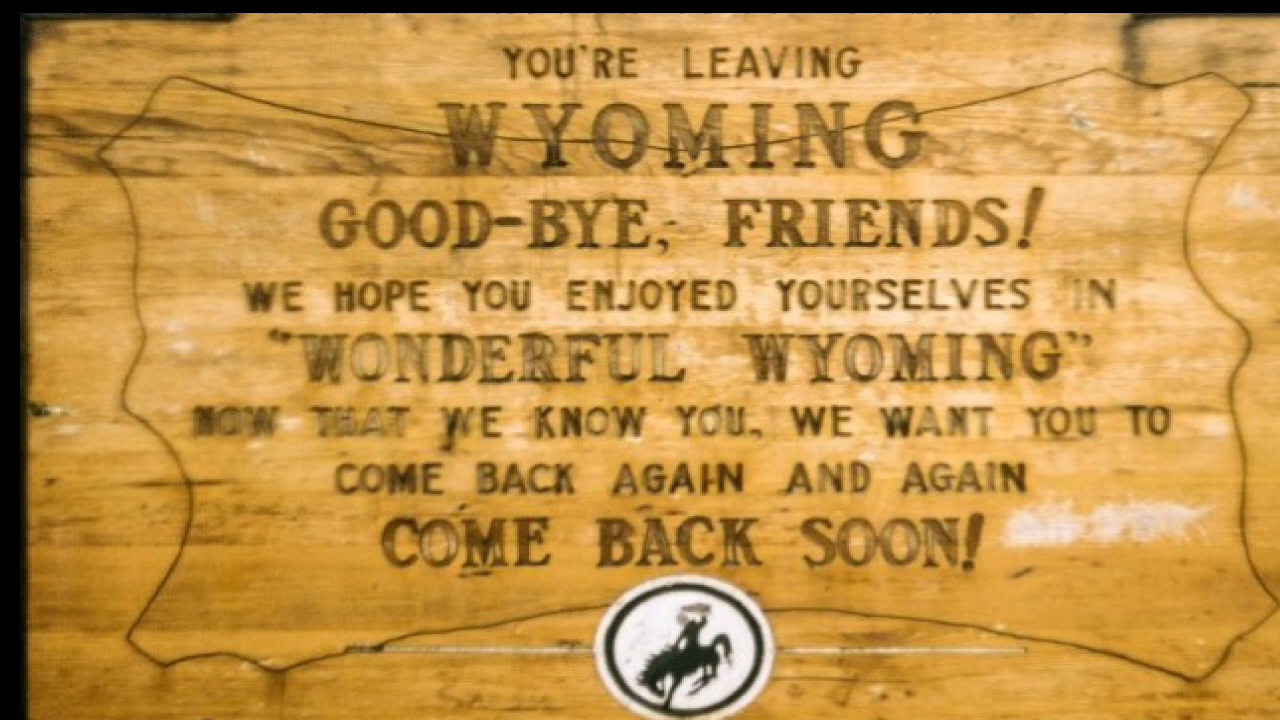 YOU'RE LEAVING
WYOMING
GOOD-BYE, FRIENDS!
WE HOPE YOU ENJOYED YOURSELVES IN
"WONDERFUL WYOMING"
NOW THAT WE KNOW YOU, WE WANT YOU TO
COME BACK AGAIN AND AGAIN
COME BACK SOON!